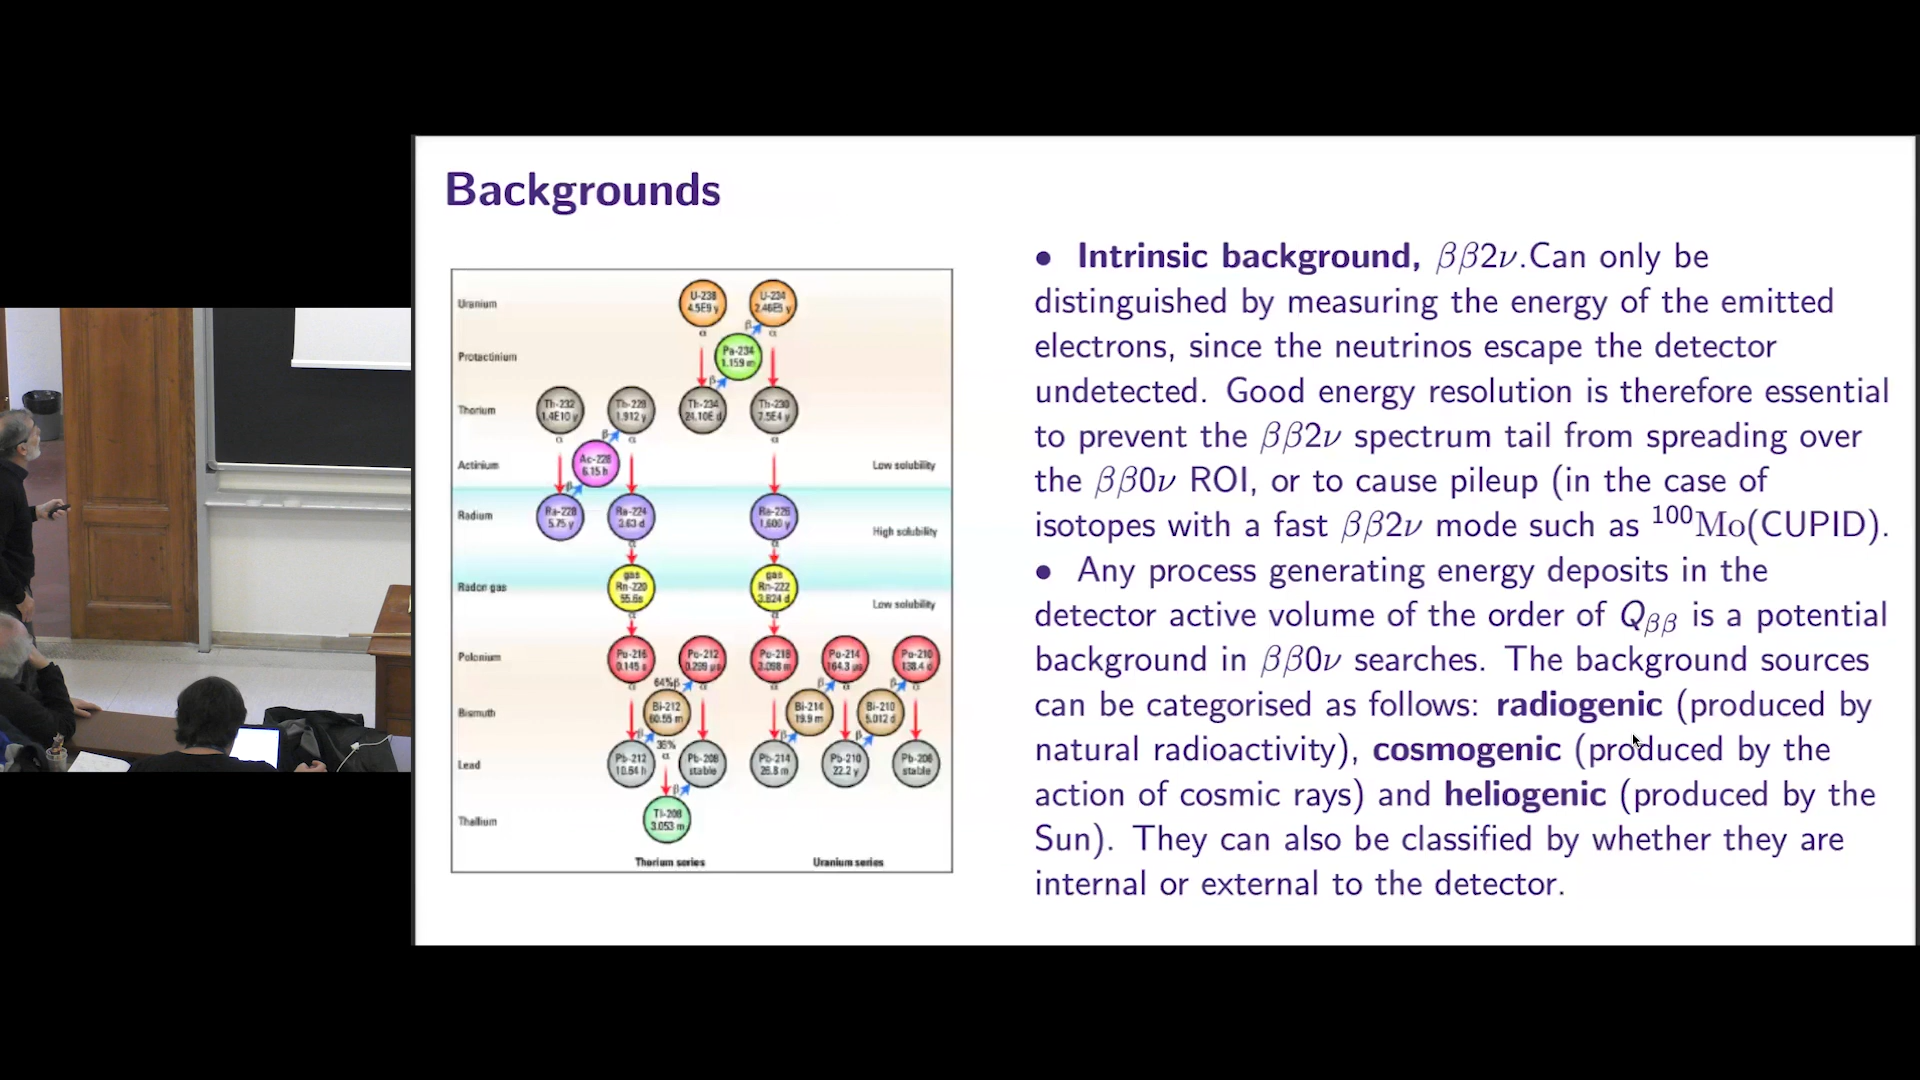 Backgrounds
Uranium
U-238
4.5E9 y
U-234
2.46E5 y
α
β
α
Protactinium
Pa-234
1.159 m
β
Thorium
Th-232
1.4E10 y
Th-228
1.912 y
Th-234
24.10E d
Th-230
7.5E4 y
α
β
α
α
Actinium
Ac-228
6.15 h
Low solubility
β
Radium
Ra-228
5.75 y
Ra-224
3.63 d
Ra-226
1,600 y
High solubility
α
α
Radon gas
gas
Rn-220
55.6s
gas
Rn-222
3.824 d
Low solubility
α
α
Polonium
Po-216
0.145 s
Po-212
0.299 µs
Po-218
3.098 m
Po-214
164.3 µs
Po-210
138.4 d
α
64%β
α
α
β
α
β
α
Bismuth
Bi-212
60.55 m
Bi-214
19.9 m
Bi-210
5.012 d
β
36%
α
β
β
Lead
Pb-212
10.64 h
Pb-208
stable
Pb-214
26.8 m
Pb-210
22.2 y
Pb-206
stable
β
Thallium
Tl-208
3.053 m
Thorium series
Uranium series
• Intrinsic background, ββ2ν.Can only be
distinguished by measuring the energy of the emitted
electrons, since the neutrinos escape the detector
undetected. Good energy resolution is therefore essential
to prevent the ββ2ν spectrum tail from spreading over
the ββ0ν ROI, or to cause pileup (in the case of
isotopes with a fast ββ2ν mode such as ¹⁰⁰Mo(CUPID).
• Any process generating energy deposits in the
detector active volume of the order of Qββ is a potential
background in ββ0ν searches. The background sources
can be categorised as follows: radiogenic (produced by
natural radioactivity), cosmogenic (produced by the
action of cosmic rays) and heliogenic (produced by the
Sun). They can also be classified by whether they are
internal or external to the detector.